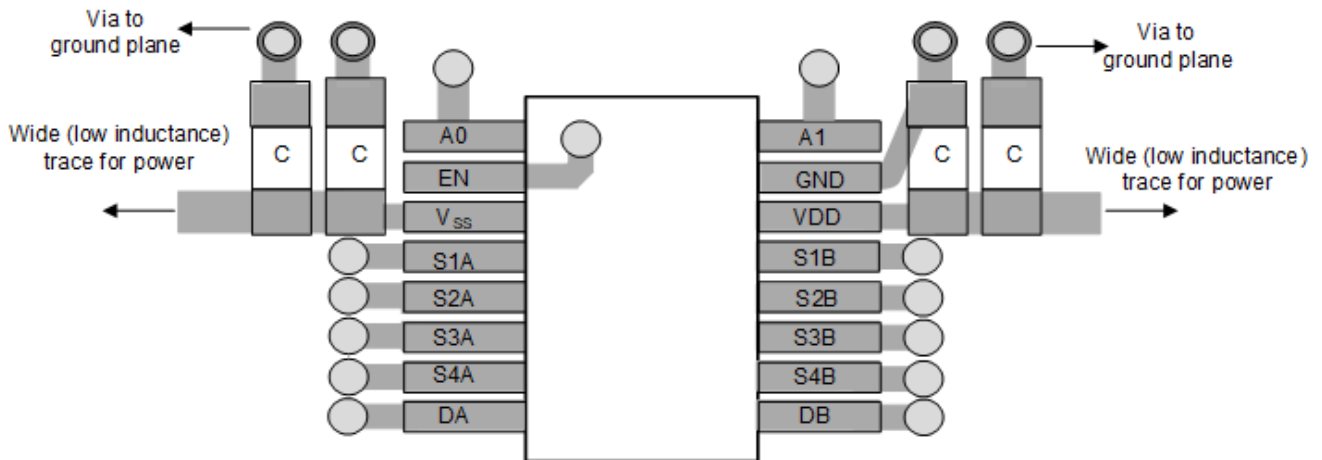 Via to
ground plane
Via to
ground plane
Wide (low inductance)
trace for power
C
C
C
C
Wide (low inductance)
trace for power
A0
A1
EN
GND
VSS
VDD
S1A
S1B
S2A
S2B
S3A
S3B
S4A
S4B
DA
DB